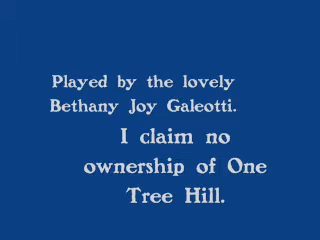 Played by the lovely
Bethany Joy Galeotti.
I claim no
ownership of One
Tree Hill.